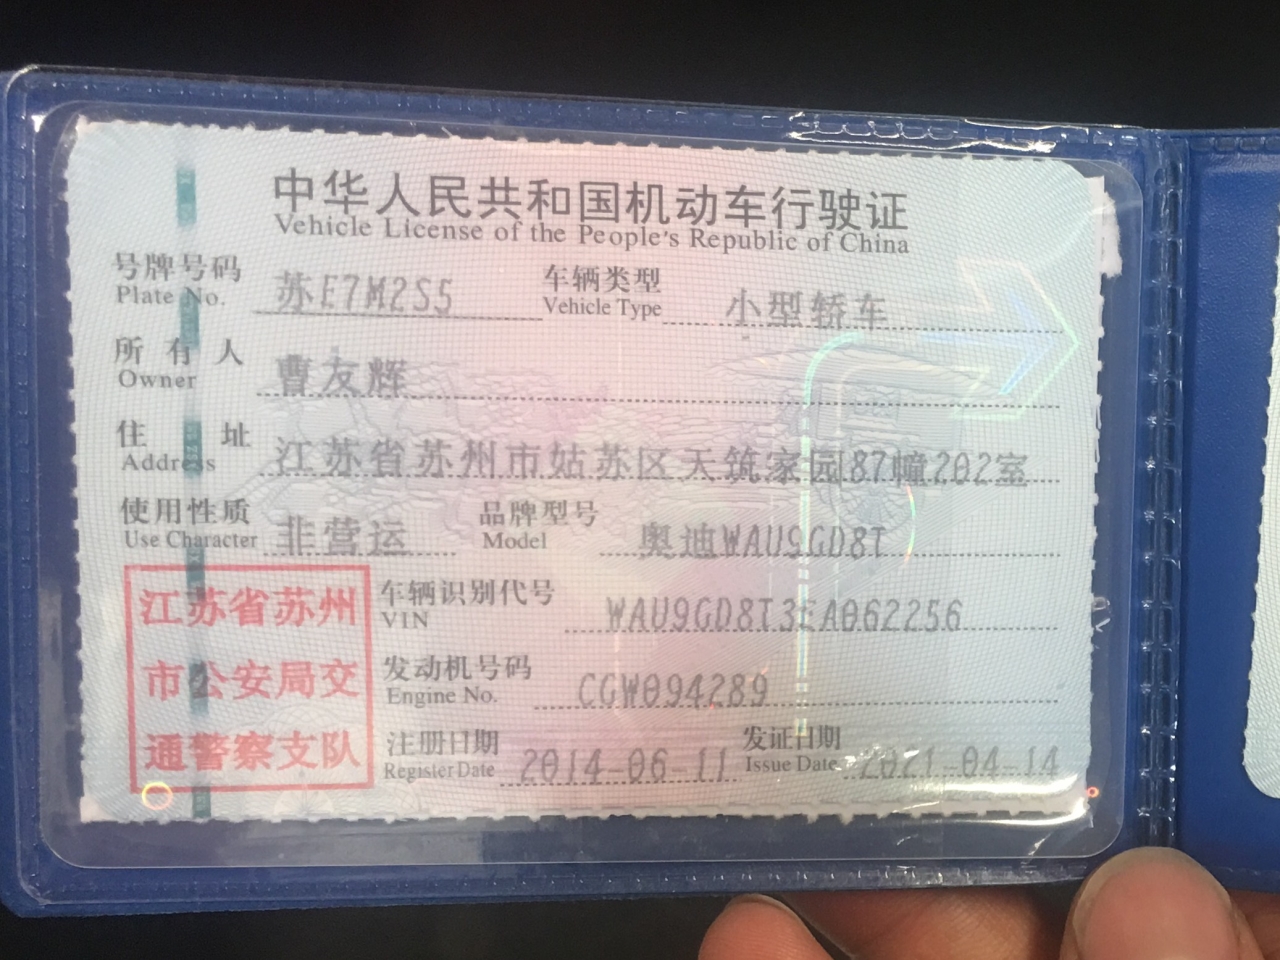 中华人民共和国机动车行驶证
Vehicle License of the People's Republic of China
号牌号码 苏E7M2S5 车辆类型 小型轿车
Plate No. Vehicle Type
所有人 曹友辉
Owner
住址 江苏省苏州市姑苏区天筑家园87幢202室
Address
使用性质 非营运 品牌型号 奥迪WAU9GD8T
Use Character Model
江苏省苏州
市公安局交
通警察支队
车辆识别代号 WAU9GD8T3EA062256
VIN
发动机号码 CGW094289
Engine No.
注册日期 2014-06-11 发证日期 2021-04-14
Register Date Issue Date